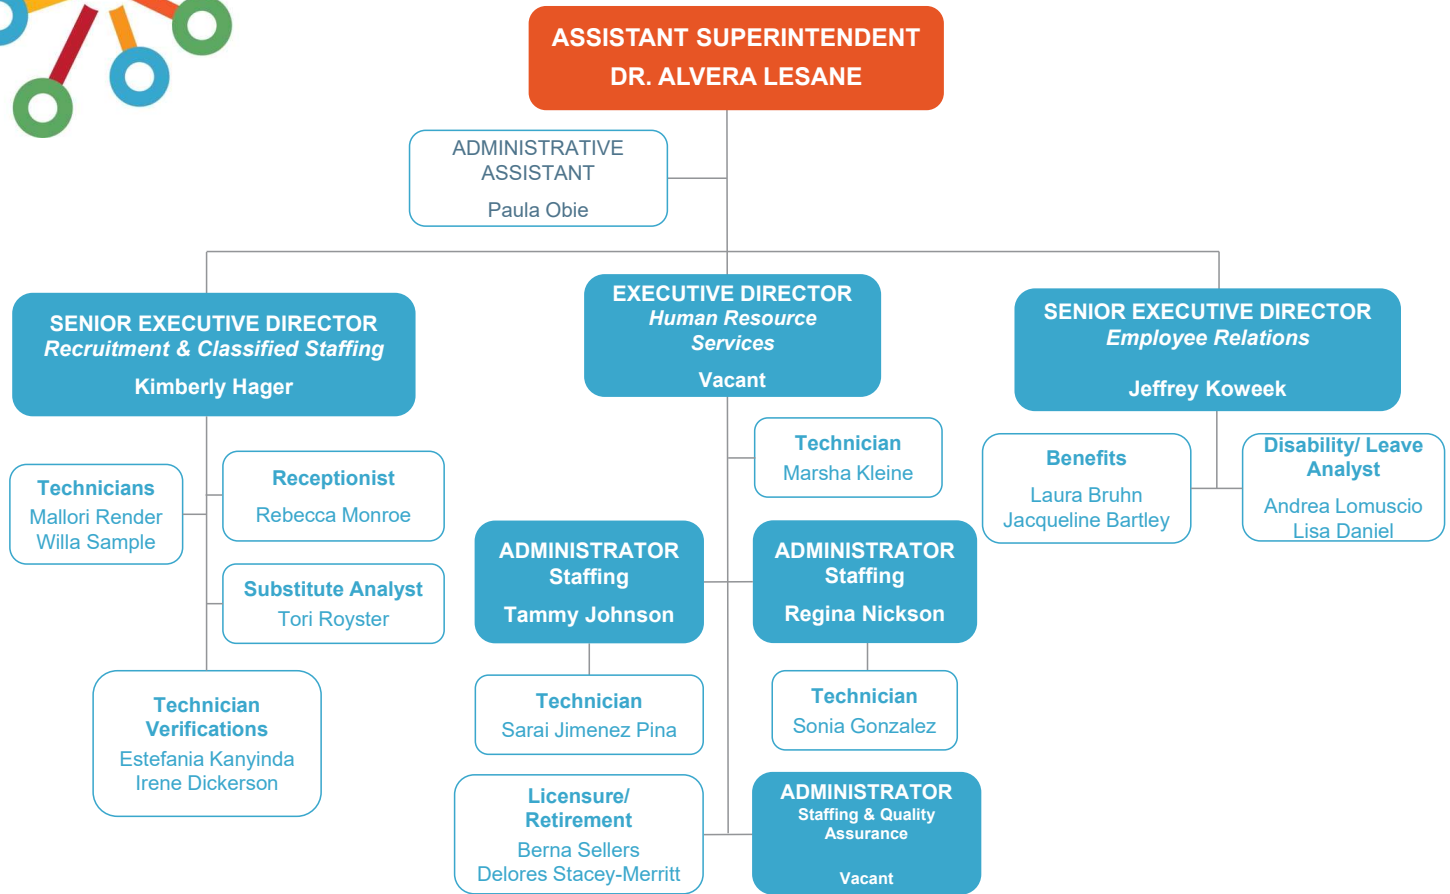 ASSISTANT SUPERINTENDENT
DR. ALVERA LESANE
ADMINISTRATIVE
ASSISTANT
Paula Obie
SENIOR EXECUTIVE DIRECTOR
Recruitment & Classified Staffing
Kimberly Hager
EXECUTIVE DIRECTOR
Human Resource
Services
Vacant
SENIOR EXECUTIVE DIRECTOR
Employee Relations
Jeffrey Koweek
Technicians
Mallori Render
Willa Sample
Receptionist
Rebecca Monroe
Substitute Analyst
Tori Royster
Technician
Verifications
Estefania Kanyinda
Irene Dickerson
Technician
Marsha Kleine
ADMINISTRATOR
Staffing
Tammy Johnson
ADMINISTRATOR
Staffing
Regina Nickson
Technician
Sarai Jimenez Pina
Technician
Sonia Gonzalez
Licensure/
Retirement
Berna Sellers
Delores Stacey-Merritt
ADMINISTRATOR
Staffing & Quality
Assurance
Vacant
Benefits
Laura Bruhn
Jacqueline Bartley
Disability/ Leave
Analyst
Andrea Lomuscio
Lisa Daniel